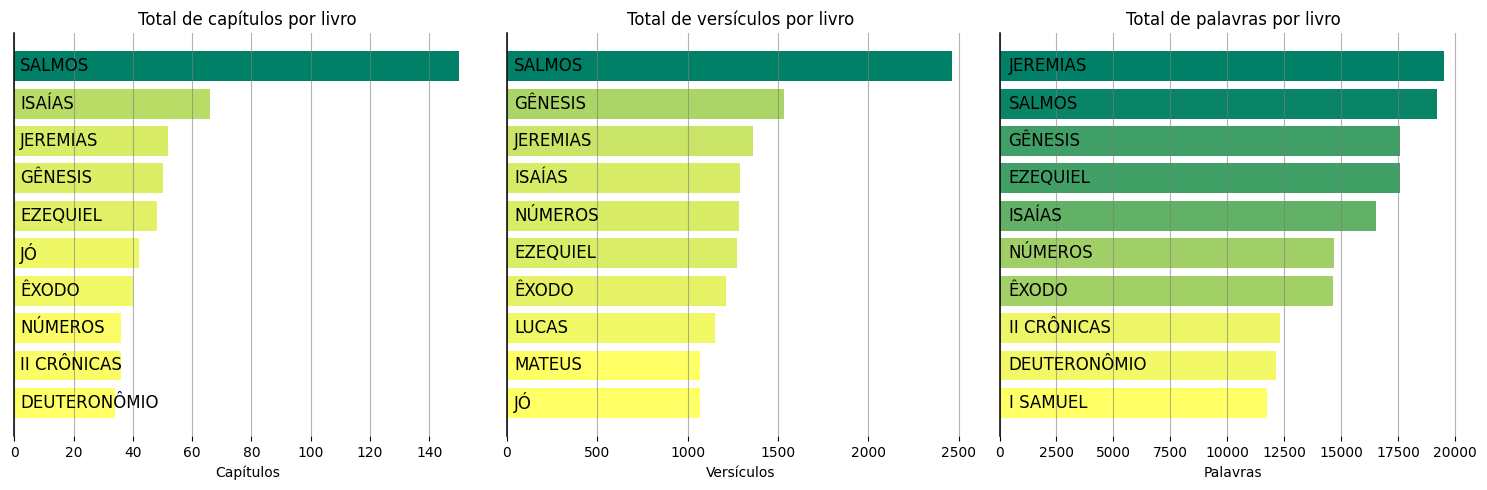 Total de capítulos por livro
SALMOS
ISAÍAS
JEREMIAS
GÊNESIS
EZEQUIEL
JÓ
ÊXODO
NÚMEROS
II CRÔNICAS
DEUTERONÔMIO
0 20 40 60 80 100 120 140
Capítulos
Total de versículos por livro
SALMOS
GÊNESIS
JEREMIAS
ISAÍAS
NÚMEROS
EZEQUIEL
ÊXODO
LUCAS
MATEUS
JÓ
0 500 1000 1500 2000 2500
Versículos
Total de palavras por livro
JEREMIAS
SALMOS
GÊNESIS
EZEQUIEL
ISAÍAS
NÚMEROS
ÊXODO
II CRÔNICAS
DEUTERONÔMIO
I SAMUEL
0 2500 5000 7500 10000 12500 15000 17500 20000
Palavras